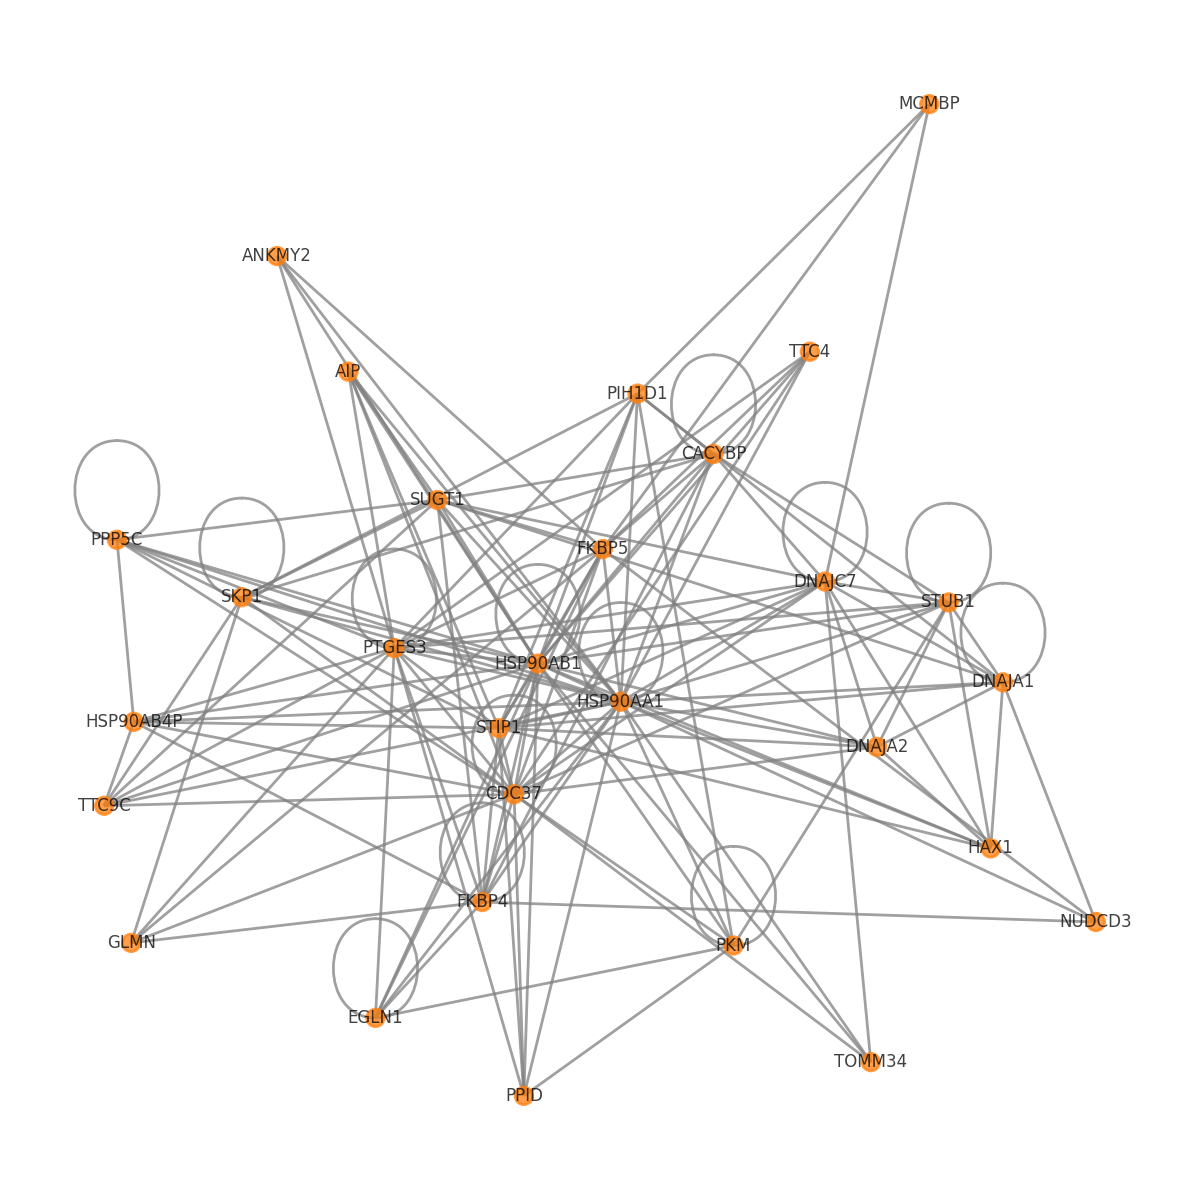 MCMBP
ANKMY2
TTC4
AIP
PIH1D1
CACYBP
SUGT1
PPP5C
FKBP5
DNAJC7
SKP1
STUB1
PTGES3
HSP90AB1
DNAJA1
HSP90AA1
HSP90AB4P
STIP1
DNAJA2
CDC37
TTC9C
HAX1
FKBP4
NUDCD3
GLMN
PKM
EGLN1
TOMM34
PPID